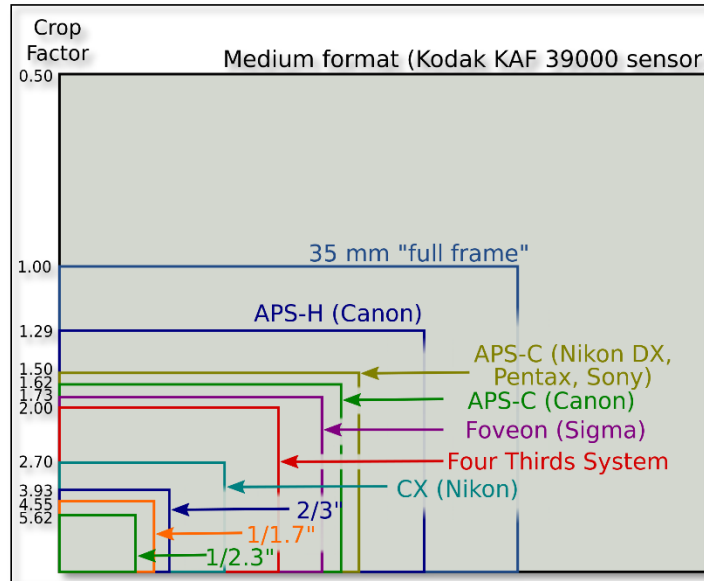 Crop
Factor
Medium format (Kodak KAF 39000 sensor
0.50
35 mm "full frame"
1.00
APS-H (Canon)
1.29
APS-C (Nikon DX,
Pentax, Sony)
1.50
1.62
APS-C (Canon)
1.73
2.00
Foveon (Sigma)
Four Thirds System
2.70
CX (Nikon)
3.93
2/3"
4.55
5.62
1/1.7"
1/2.3"